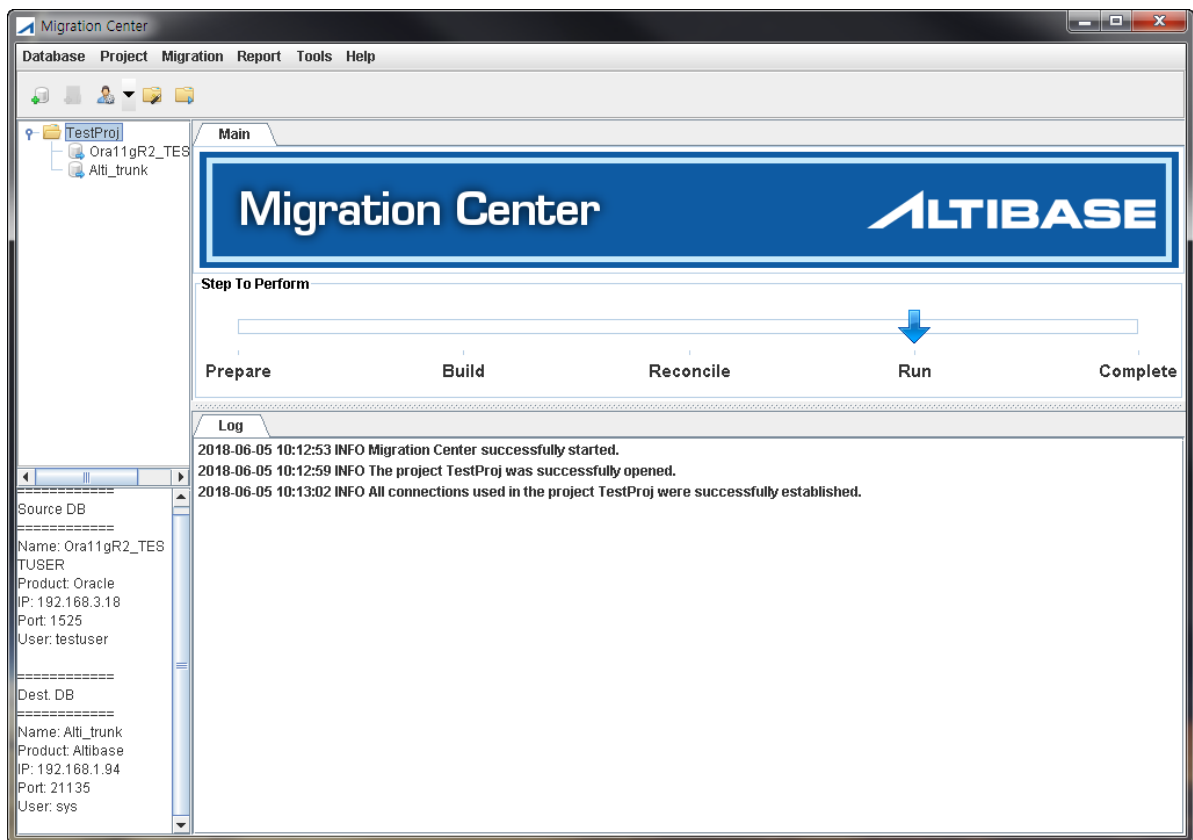 Migration Center
Database Project Migration Report Tools Help
TestProj
Ora11gR2_TES
Alti_trunk
Main
Migration Center
ALTIBASE
Step To Perform
Prepare Build Reconcile Run Complete
Log
2018-06-05 10:12:53 INFO Migration Center successfully started.
2018-06-05 10:12:59 INFO The project TestProj was successfully opened.
2018-06-05 10:13:02 INFO All connections used in the project TestProj were successfully established.
============
Source DB
============
Name: Ora11gR2_TES
TUSER
Product: Oracle
IP: 192.168.3.18
Port: 1525
User: testuser
============
Dest. DB
============
Name: Alti_trunk
Product: Altibase
IP: 192.168.1.94
Port: 21135
User: sys